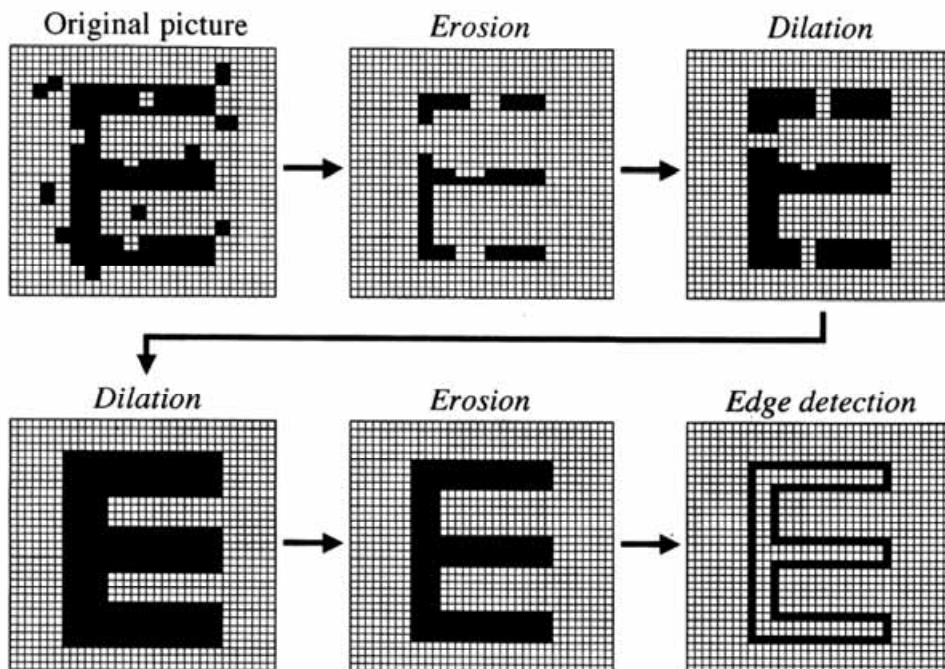 Original picture
Erosion
Dilation
Dilation
Erosion
Edge detection